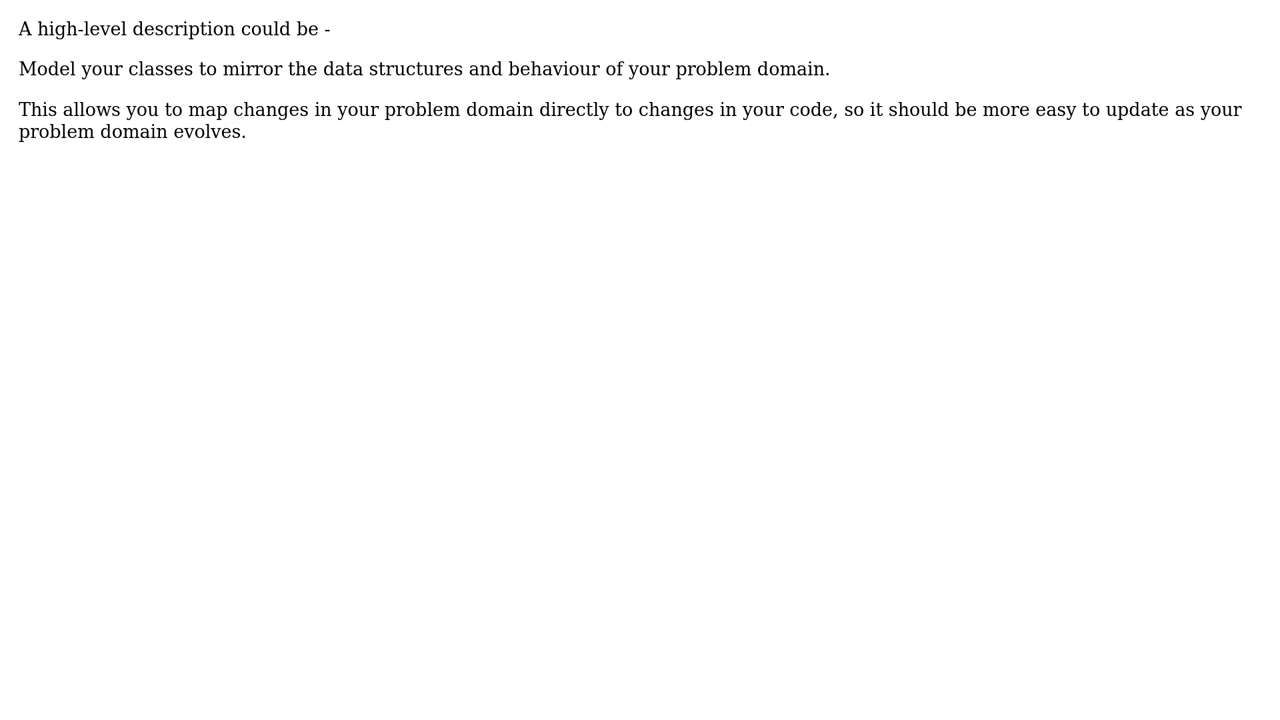 A high-level description could be -
Model your classes to mirror the data structures and behaviour of your problem domain.
This allows you to map changes in your problem domain directly to changes in your code, so it should be more easy to update as your
problem domain evolves.